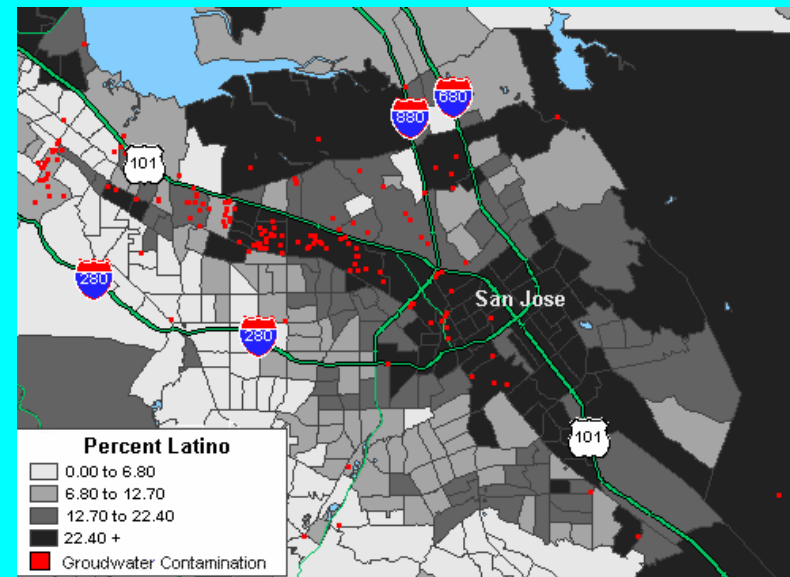 680
880
101
280
San Jose
280
101
Percent Latino
0.00 to 6.80
6.80 to 12.70
12.70 to 22.40
22.40 +
Groudwater Contamination